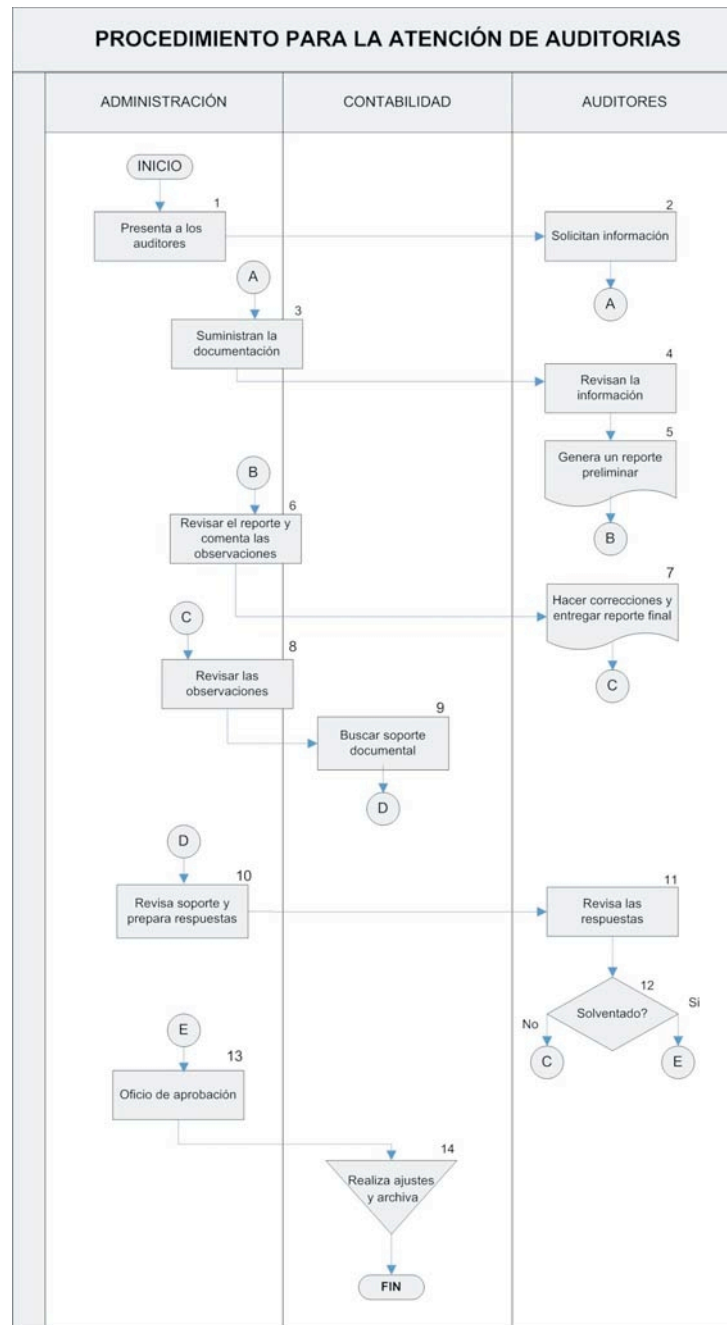 PROCEDIMIENTO PARA LA ATENCIÓN DE AUDITORIAS
ADMINISTRACIÓN
CONTABILIDAD
AUDITORES
INICIO
1
Presenta a los
auditores
2
Solicitan información
A
A
3
Suministran la
documentación
4
Revisan la
información
5
Genera un reporte
preliminar
B
B
6
Revisar el reporte y
comenta las
observaciones
7
Hacer correcciones y
entregar reporte final
C
C
8
Revisar las
observaciones
9
Buscar soporte
documental
D
D
10
Revisa soporte y
prepara respuestas
11
Revisa las
respuestas
12
Solventado?
No
Si
C
E
E
13
Oficio de aprobación
14
Realiza ajustes
y archiva
FIN